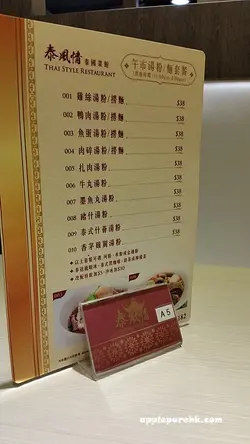 泰風情 泰國菜館
THAI STYLE RESTAURANT
午市湯粉/麵套餐
001 雞絲湯粉/撈麵 $38
002 鴨肉湯粉/撈麵 $38
003 魚蛋湯粉/撈麵 $38
004 肉碎湯粉/撈麵 $38
005 扎肉湯粉 $38
006 牛丸湯粉 $38
007 墨魚丸湯粉 $38
008 豬什湯粉 $38
009 泰式什菜湯粉 $38
010 香茅雞翼湯粉 $38
A5
applepurehk.com